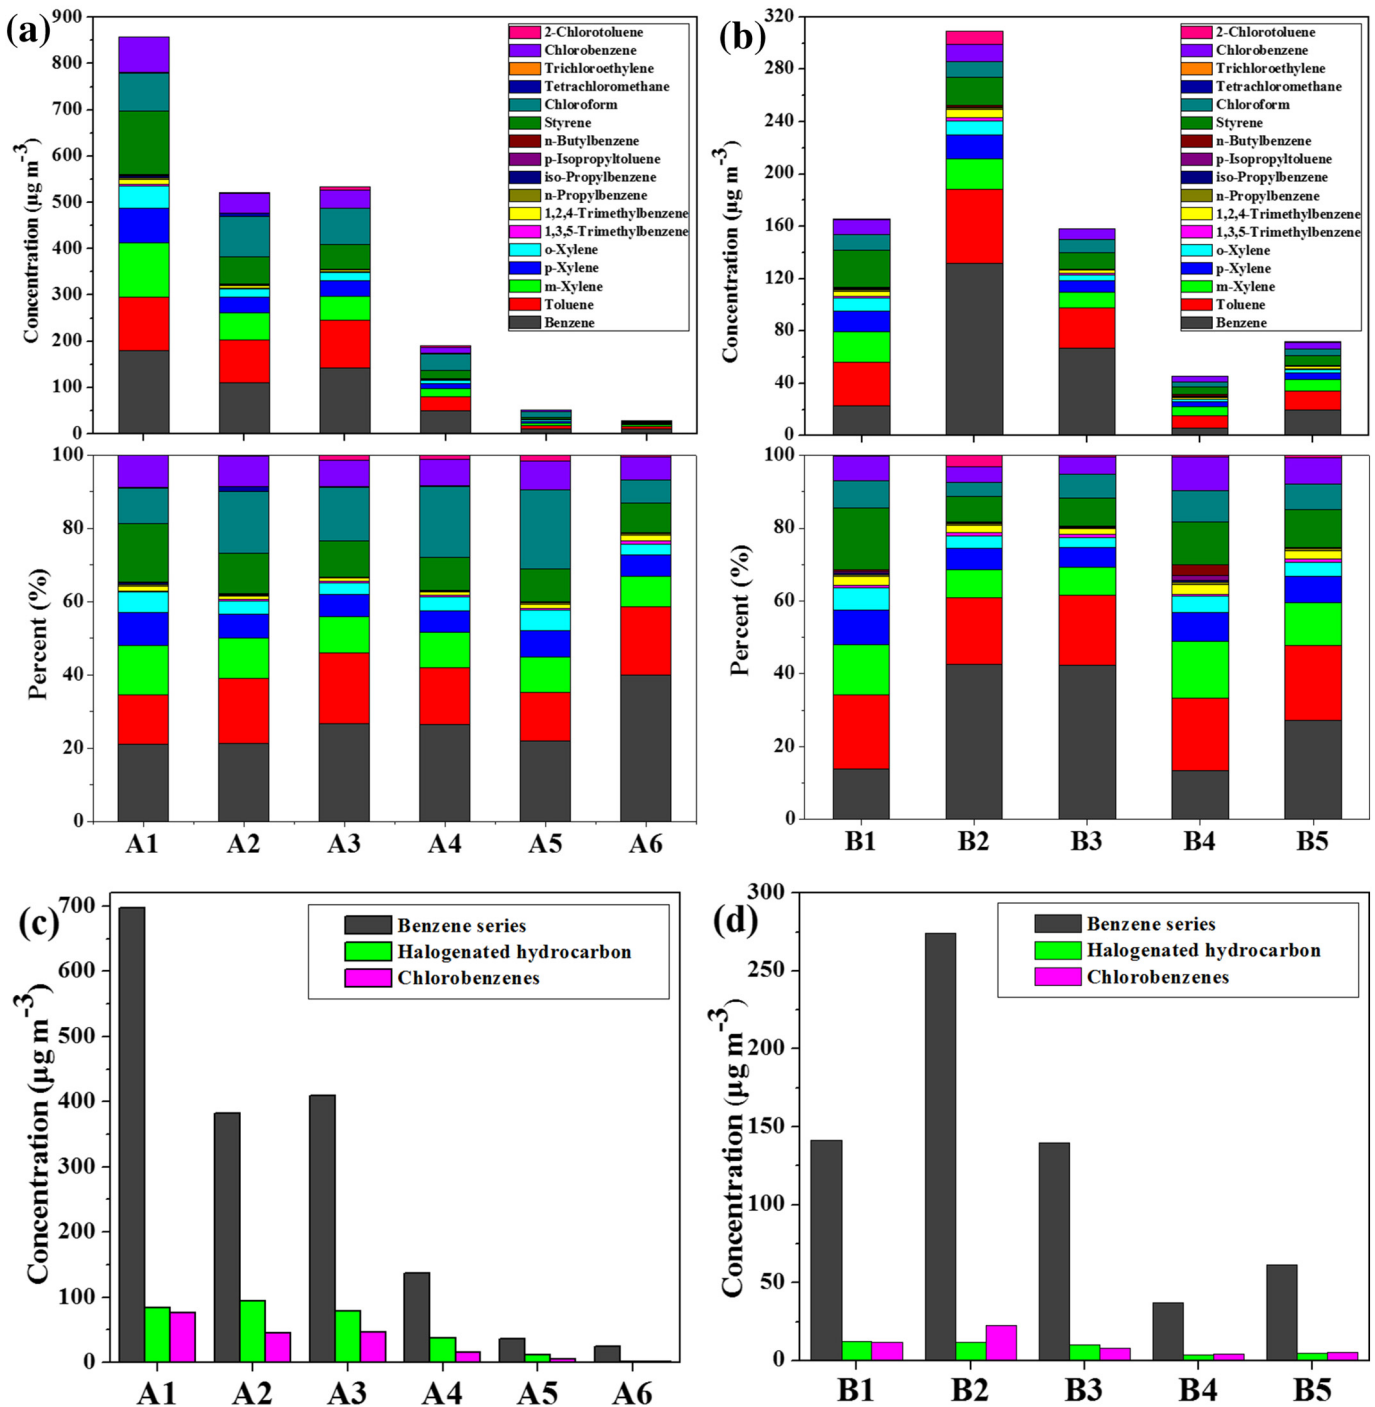 (a)
900
800
700
600
500
400
300
200
100
0
Concentration (µg m-3)
2-Chlorotoluene
Chlorobenzene
Trichloroethylene
Tetrachloromethane
Chloroform
Styrene
n-Butylbenzene
p-Isopropyltoluene
iso-Propylbenzene
n-Propylbenzene
1,2,4-Trimethylbenzene
1,3,5-Trimethylbenzene
o-Xylene
p-Xylene
m-Xylene
Toluene
Benzene
100
80
60
40
20
0
Percent (%)
A1 A2 A3 A4 A5 A6
(b)
320
280
240
200
160
120
80
40
0
Concentration (µg m-3)
2-Chlorotoluene
Chlorobenzene
Trichloroethylene
Tetrachloromethane
Chloroform
Styrene
n-Butylbenzene
p-Isopropyltoluene
iso-Propylbenzene
n-Propylbenzene
1,2,4-Trimethylbenzene
1,3,5-Trimethylbenzene
o-Xylene
p-Xylene
m-Xylene
Toluene
Benzene
100
80
60
40
20
0
Percent (%)
B1 B2 B3 B4 B5
(c)
700
600
500
400
300
200
100
0
Concentration (µg m-3)
Benzene series
Halogenated hydrocarbon
Chlorobenzenes
A1 A2 A3 A4 A5 A6
(d)
300
250
200
150
100
50
0
Concentration (µg m-3)
Benzene series
Halogenated hydrocarbon
Chlorobenzenes
B1 B2 B3 B4 B5